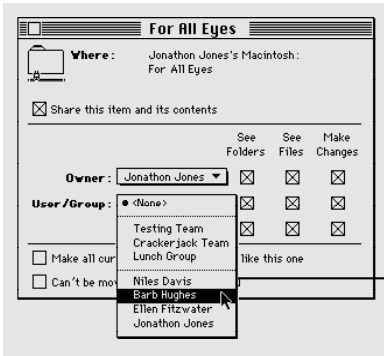 For All Eyes
Where: Jonathon Jones's Macintosh:
For All Eyes
Share this item and its contents
See See Make
Folders Files Changes
Owner: Jonathon Jones
User/Group: <None>
Testing Team
Crackerjack Team
Make all cur like this one
Lunch Group
Can't be mov
Niles Davis
Barb Hughes
Ellen Fitzwater
Jonathon Jones